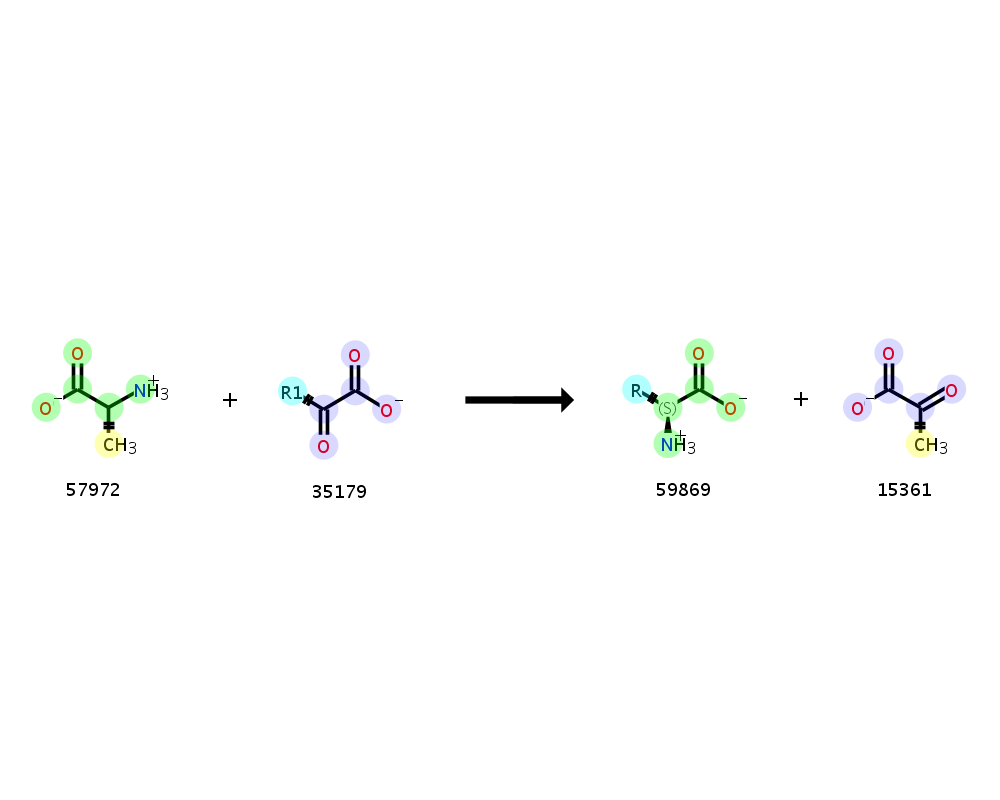 O O⁻ NH₃⁺ CH₃ + R1 O O O⁻ R (S) O O⁻ NH₃⁺ + O O⁻ O CH₃
57972 35179 59869 15361